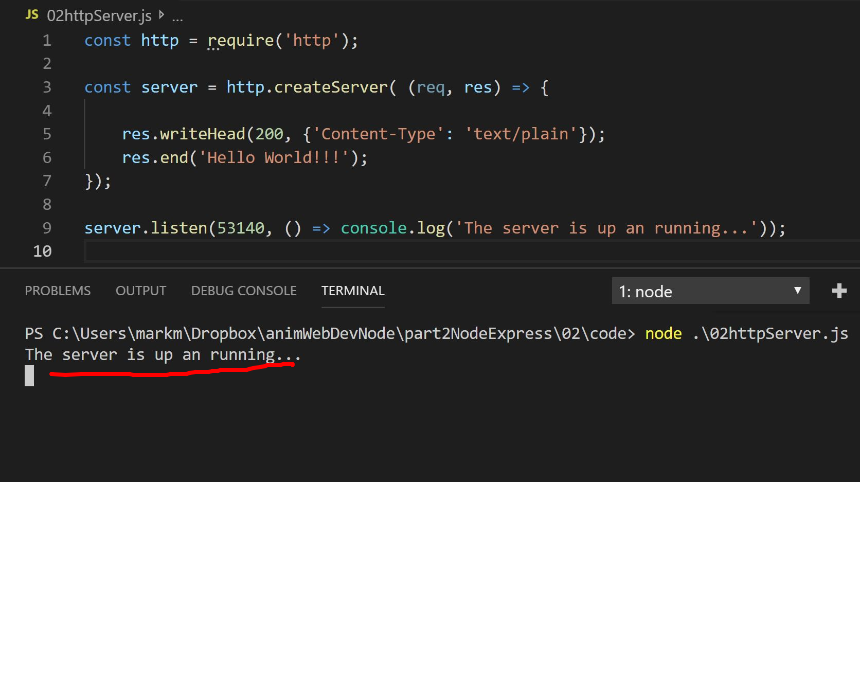 JS 02httpServer.js ...
1 const http = require('http');
2
3 const server = http.createServer( (req, res) => {
4
5 res.writeHead(200, {'Content-Type': 'text/plain'});
6 res.end('Hello World!!!');
7 });
8
9 server.listen(53140, () => console.log('The server is up an running...'));
10
PROBLEMS OUTPUT DEBUG CONSOLE TERMINAL 1: node
PS C:\Users\markm\Dropbox\animWebDevNode\part2NodeExpress\02\code> node .\02httpServer.js
The server is up an running...